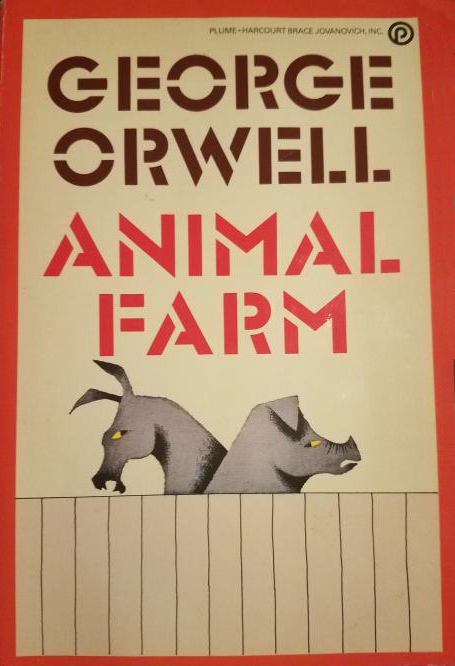 PLUME • HARCOURT BRACE JOVANOVICH, INC. P
GEORGE
ORWELL
ANIMAL
FARM